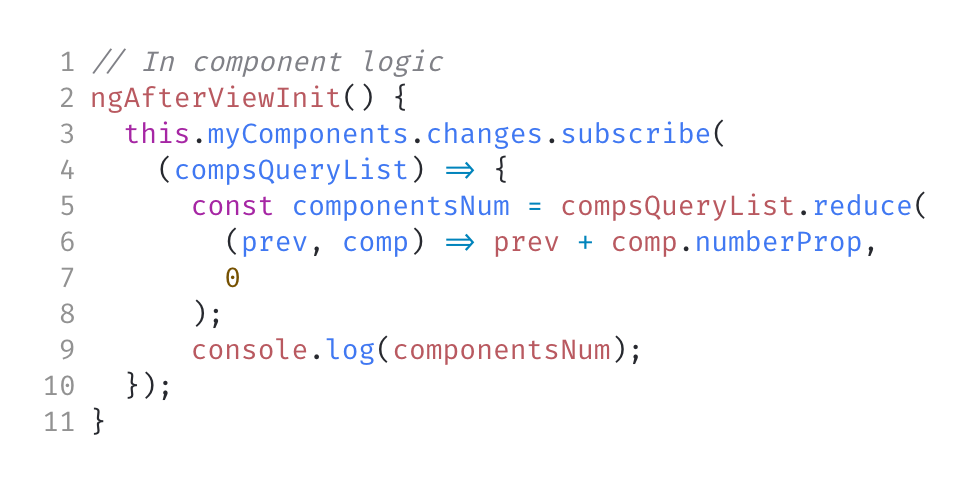 1 // In component logic
2 ngAfterViewInit() {
3   this.myComponents.changes.subscribe(
4     (compsQueryList) => {
5       const componentsNum = compsQueryList.reduce(
6         (prev, comp) => prev + comp.numberProp,
7         0
8       );
9       console.log(componentsNum);
10   });
11 }